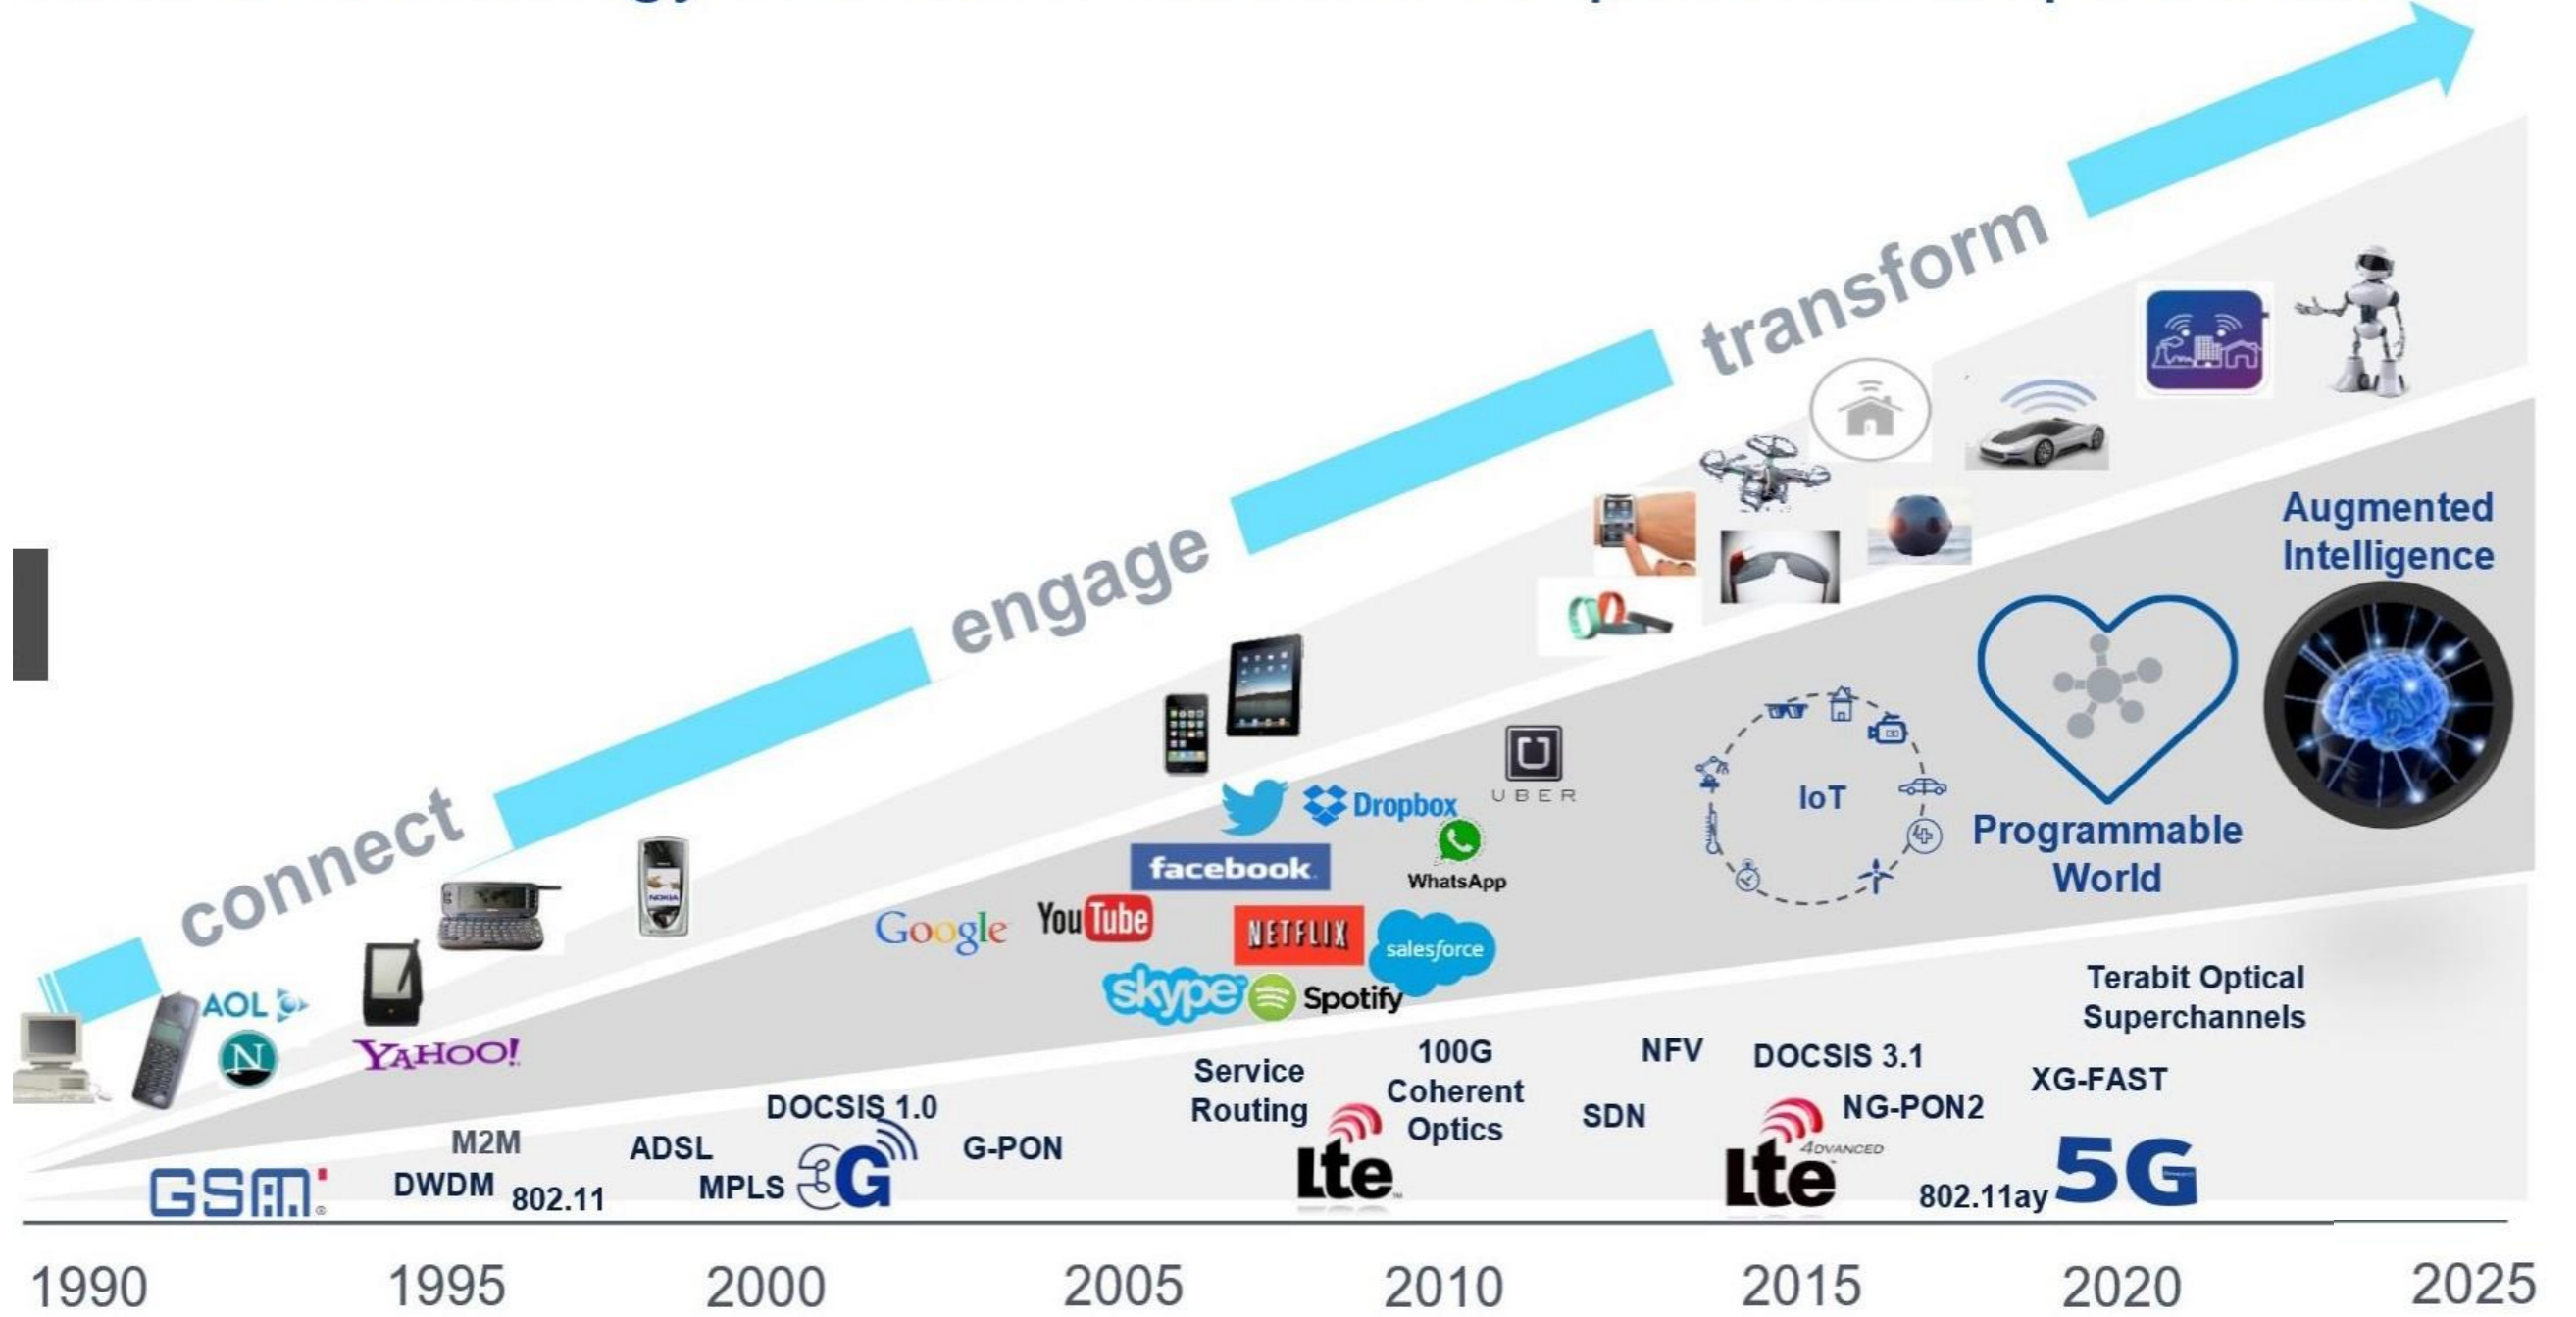 transform
engage
connect
Augmented
Intelligence
Programmable
World
IoT
UBER
Dropbox
facebook
WhatsApp
Google
YouTube
NETFLIX
salesforce
skype
Spotify
NOKIA
AOL
N
YAHOO!
Terabit Optical
Superchannels
100G
Coherent
Optics
Service
Routing
NFV
DOCSIS 3.1
XG-FAST
SDN
NG-PON2
DOCSIS 1.0
M2M
ADSL
G-PON
GSM
DWDM
802.11
MPLS
3G
Lte
Lte
4DVANCED
802.11ay
5G
1990
1995
2000
2005
2010
2015
2020
2025